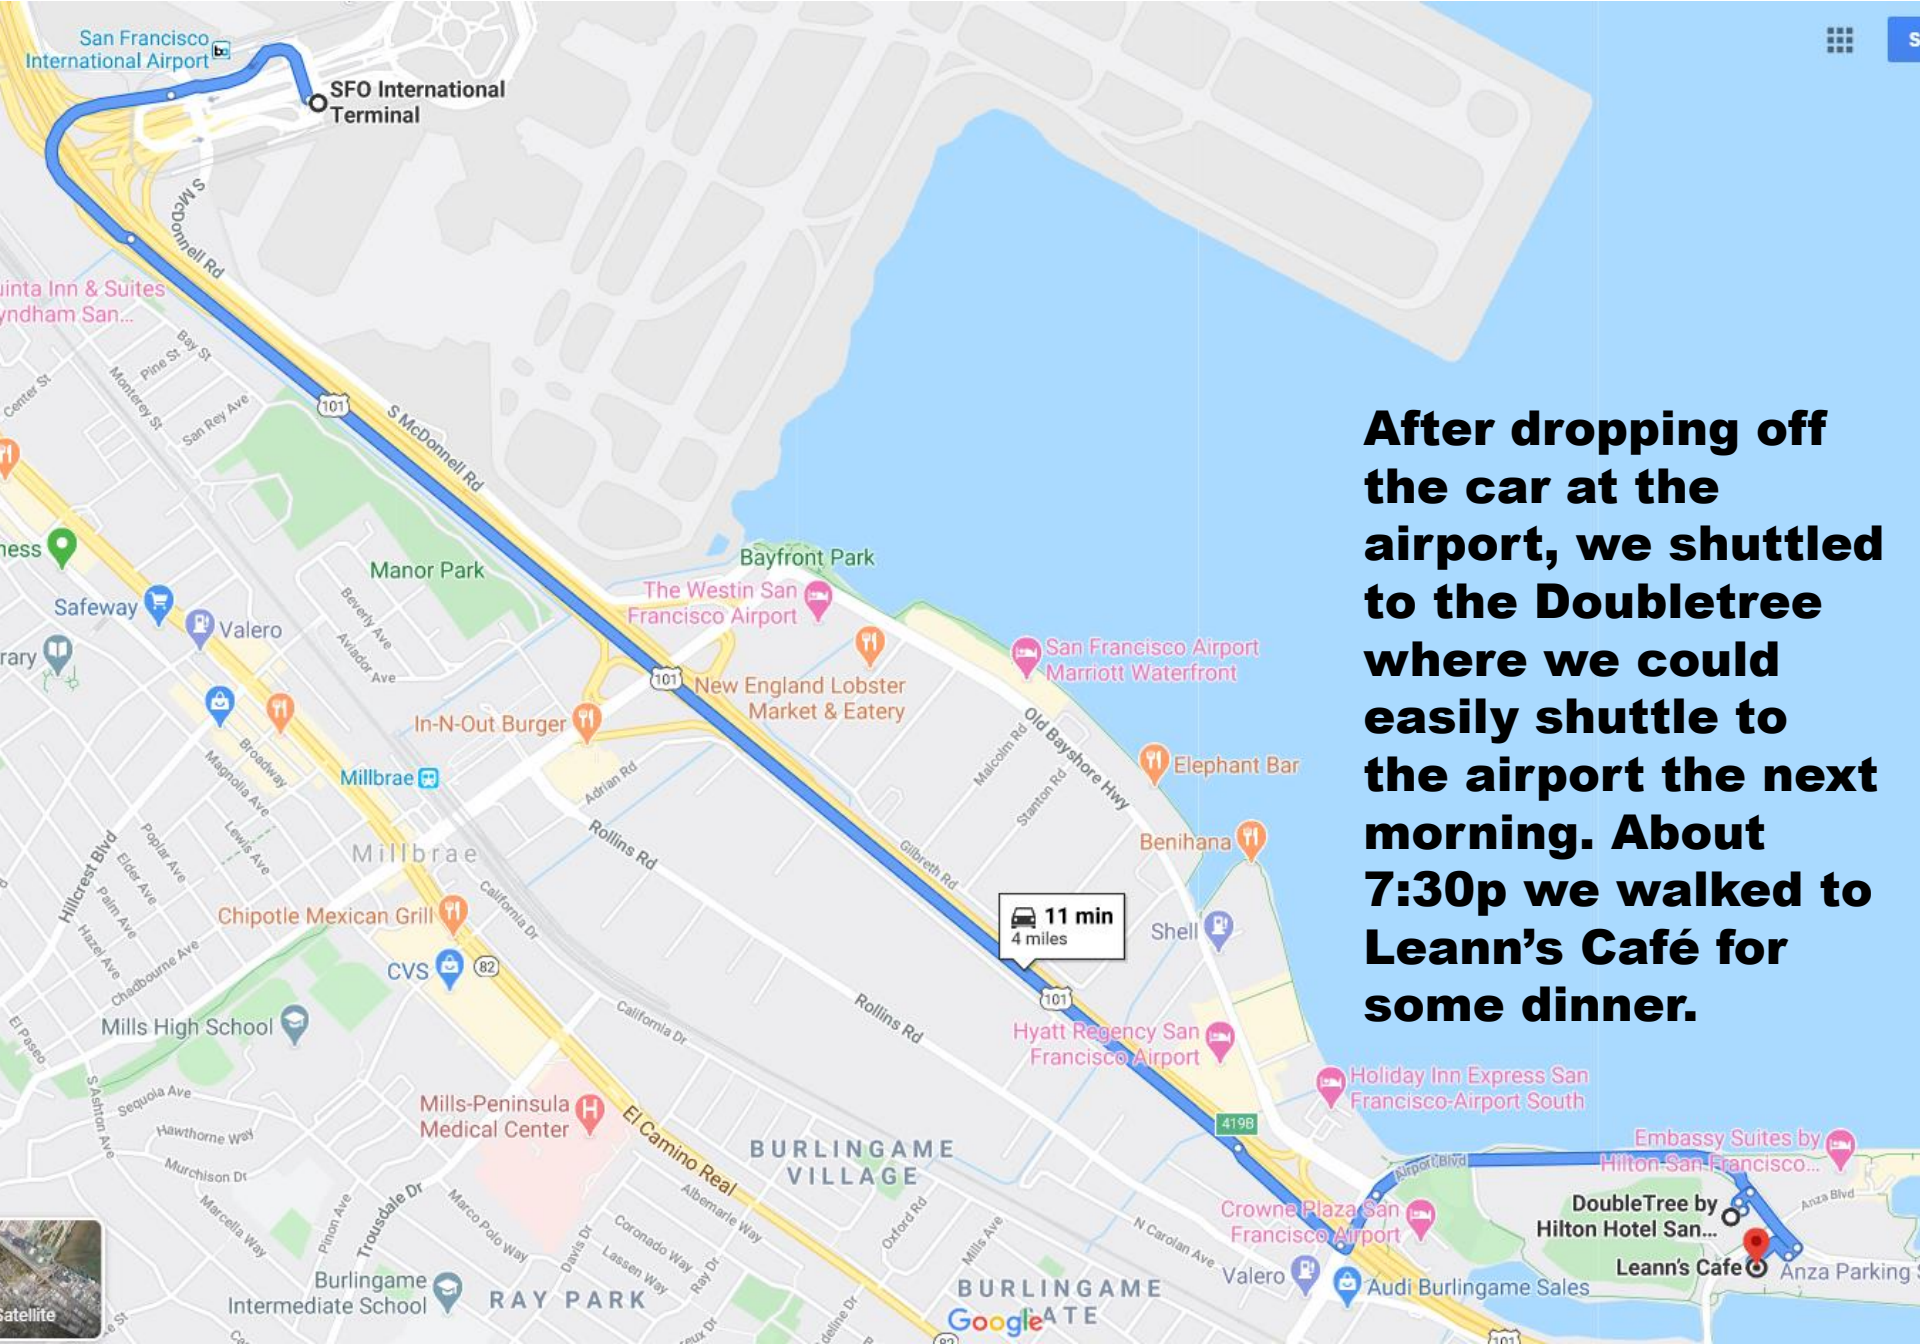 San Francisco
International Airport
SFO International
Terminal
S McDonnell Rd
Inn & Suites
San...
Bay St
Pine St
Monterey St
Center St
San Rey Ave
101
S McDonnell Rd
After dropping off
the car at the
airport, we shuttled
to the Doubletree
where we could
easily shuttle to
the airport the next
morning. About
7:30p we walked to
Leann's Café for
some dinner.
Manor Park
Bayfront Park
The Westin San
Francisco Airport
Safeway
Valero
Beverly Ave
Aviador
Ave
San Francisco Airport
Marriott Waterfront
101
New England Lobster
Market & Eatery
In-N-Out Burger
Old Bayshore Hwy
Malcolm Rd
Stanton Rd
Elephant Bar
Broadway
Magnolia Ave
Millbrae
Adrian Rd
Rollins Rd
Benihana
Hillcrest Blvd
Poplar Ave
Elder Ave
Palm Ave
Hazel Ave
Lewis Ave
Millbrae
Gilbreth Rd
California Dr
Chipotle Mexican Grill
11 min
4 miles
Shell
Chadbourne Ave
CVS
82
101
Rollins Rd
California Dr
El Paseo
Mills High School
Hyatt Regency San
Francisco Airport
S Ashton Ave
Sequoia Ave
Hawthorne Way
Murchison Dr
Marcella Way
Mills-Peninsula
Medical Center
El Camino Real
Holiday Inn Express San
Francisco-Airport South
419B
BURLINGAME
VILLAGE
Airport Blvd
Embassy Suites by
Hilton San Francisco...
Anza Blvd
DoubleTree by
Hilton Hotel San...
Crowne Plaza San
Francisco Airport
Pinon Ave
Trousdale Dr
Marco Polo Way
Davis Dr
Albemarle Way
Coronado Way
Lassen Way
Ray Dr
Oxford Rd
Mills Ave
N Carolan Ave
Leann's Cafe
Anza Parking
Valero
Audi Burlingame Sales
Burlingame
Intermediate School
RAY PARK
BURLINGAME
Google
82
101
Satellite